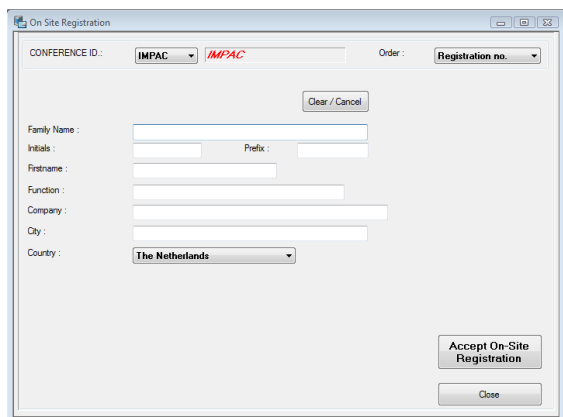 On Site Registration
CONFERENCE ID.: IMPAC IMPAC Order : Registration no.
Clear / Cancel
Family Name :
Initials : Prefix :
Firstname :
Function :
Company :
City :
Country : The Netherlands
Accept On-Site
Registration
Close